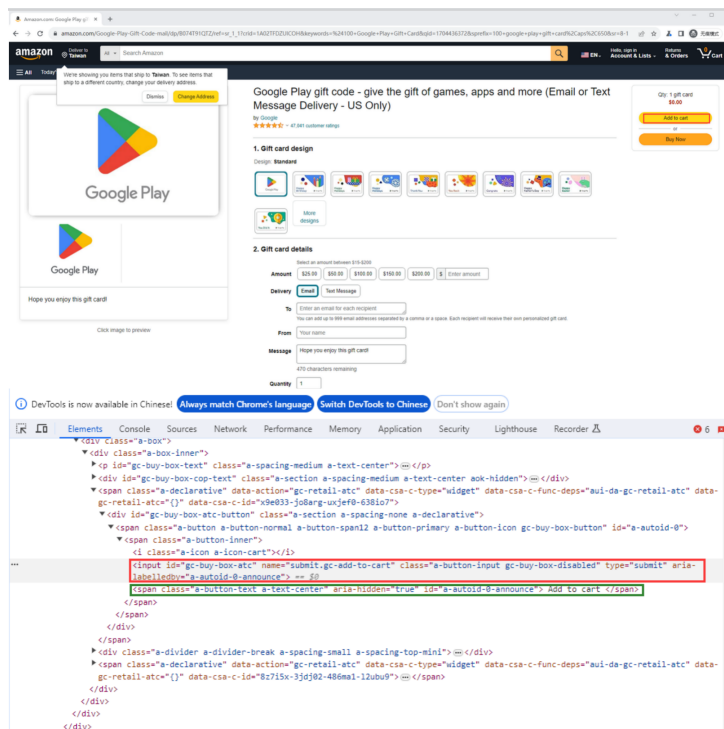 Amazon.com: Google Play gi
amazon.com/Google-Play-Gift-Code-mail/dp/B074T91QTZ/ref=sr_1_1?crid=1A02TFDZUICOH&keywords=%24100+Google+Play+Gift+Card&qid=1704436372&sprefix=100+google+play+gift+card%2Caps%2C650&sr=8-1
amazon
Deliver to
Taiwan
All
Search Amazon
EN
Hello, sign in
Account & Lists
Returns
& Orders
Cart
All
Today'
We're showing you items that ship to Taiwan. To see items that
ship to a different country, change your delivery address.
Dismiss
Change Address
Google Play
Google Play
Hope you enjoy this gift card!
Click image to preview
Google Play gift code - give the gift of games, apps and more (Email or Text
Message Delivery - US Only)
by Google
47,541 customer ratings
1. Gift card design
Design: Standard
More
designs
2. Gift card details
Select an amount between $15-$200
Amount
$25.00
$50.00
$100.00
$150.00
$200.00
$
Enter amount
Delivery
Email
Text Message
To
Enter an email for each recipient
You can add up to 999 email addresses separated by a comma or a space. Each recipient will receive their own personalized gift card.
From
Your name
Message
Hope you enjoy this gift card!
470 characters remaining
Quantity
1
Qty: 1 gift card
$0.00
Add to cart
or
Buy Now
DevTools is now available in Chinese!
Always match Chrome's language
Switch DevTools to Chinese
Don't show again
Elements
Console
Sources
Network
Performance
Memory
Application
Security
Lighthouse
Recorder
6
<div class="a-box">
<div class="a-box-inner">
<p id="gc-buy-box-text" class="a-spacing-medium a-text-center">…</p>
<div id="gc-buy-box-cop-text" class="a-section a-spacing-medium a-text-center aok-hidden">…</div>
<span class="a-declarative" data-action="gc-retail-atc" data-csa-c-type="widget" data-csa-c-func-deps="aui-da-gc-retail-atc" data-
gc-retail-atc="{}" data-csa-c-id="x9e033-jo8arg-uxjef0-638io7">
<div id="gc-buy-box-atc-button" class="a-section a-spacing-none a-declarative">
<span class="a-button a-button-normal a-button-span12 a-button-primary a-button-icon gc-buy-box-button" id="a-autoid-0">
<span class="a-button-inner">
<i class="a-icon a-icon-cart"></i>
<input id="gc-buy-box-atc" name="submit.gc-add-to-cart" class="a-button-input gc-buy-box-disabled" type="submit" aria-
labelledby="a-autoid-0-announce"> == $0
<span class="a-button-text a-text-center" aria-hidden="true" id="a-autoid-0-announce"> Add to cart </span>
</span>
</span>
</div>
</span>
<div class="a-divider a-divider-break a-spacing-small a-spacing-top-mini">…</div>
<span class="a-declarative" data-action="gc-retail-atc" data-csa-c-type="widget" data-csa-c-func-deps="aui-da-gc-retail-atc" data-
gc-retail-atc="{}" data-csa-c-id="8z7i5x-3jdj02-486ma1-l2ubu9">…</span>
</div>
</div>
</div>
</div>